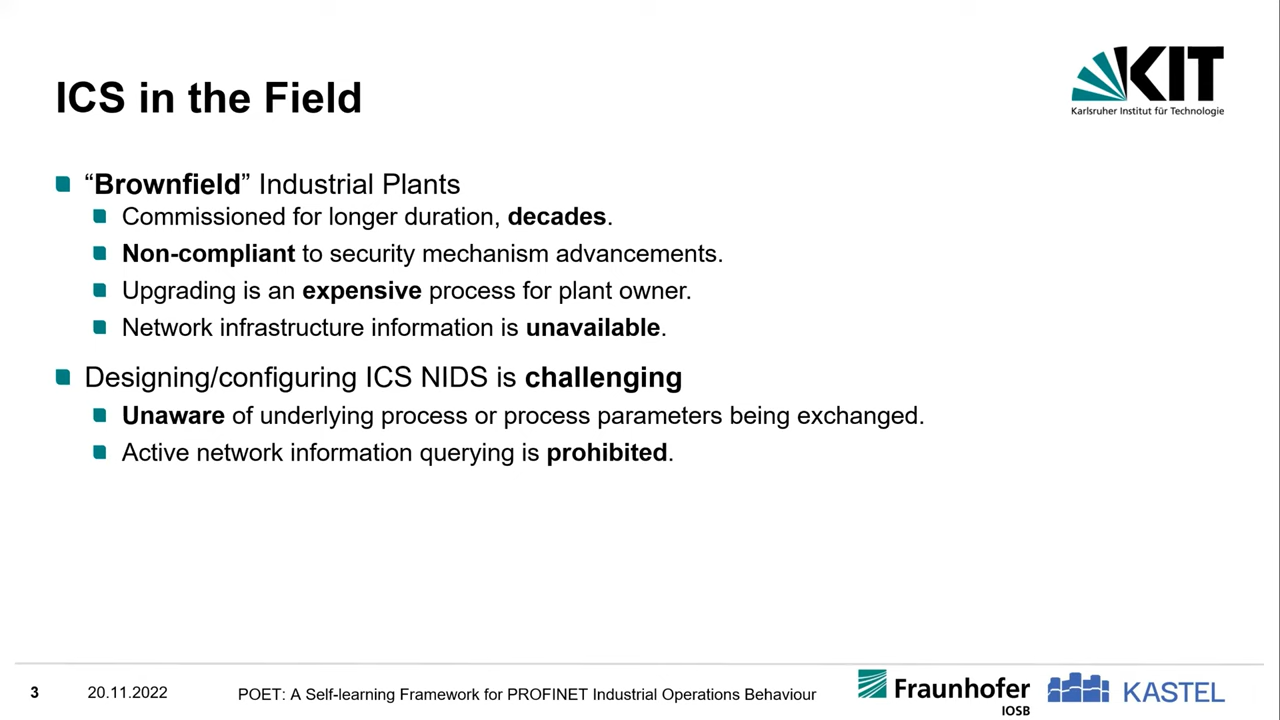 ICS in the Field
KIT
Karlsruher Institut für Technologie
“Brownfield” Industrial Plants
Commissioned for longer duration, decades.
Non-compliant to security mechanism advancements.
Upgrading is an expensive process for plant owner.
Network infrastructure information is unavailable.
Designing/configuring ICS NIDS is challenging
Unaware of underlying process or process parameters being exchanged.
Active network information querying is prohibited.
3 20.11.2022 POET: A Self-learning Framework for PROFINET Industrial Operations Behaviour
Fraunhofer
IOSB
KASTEL